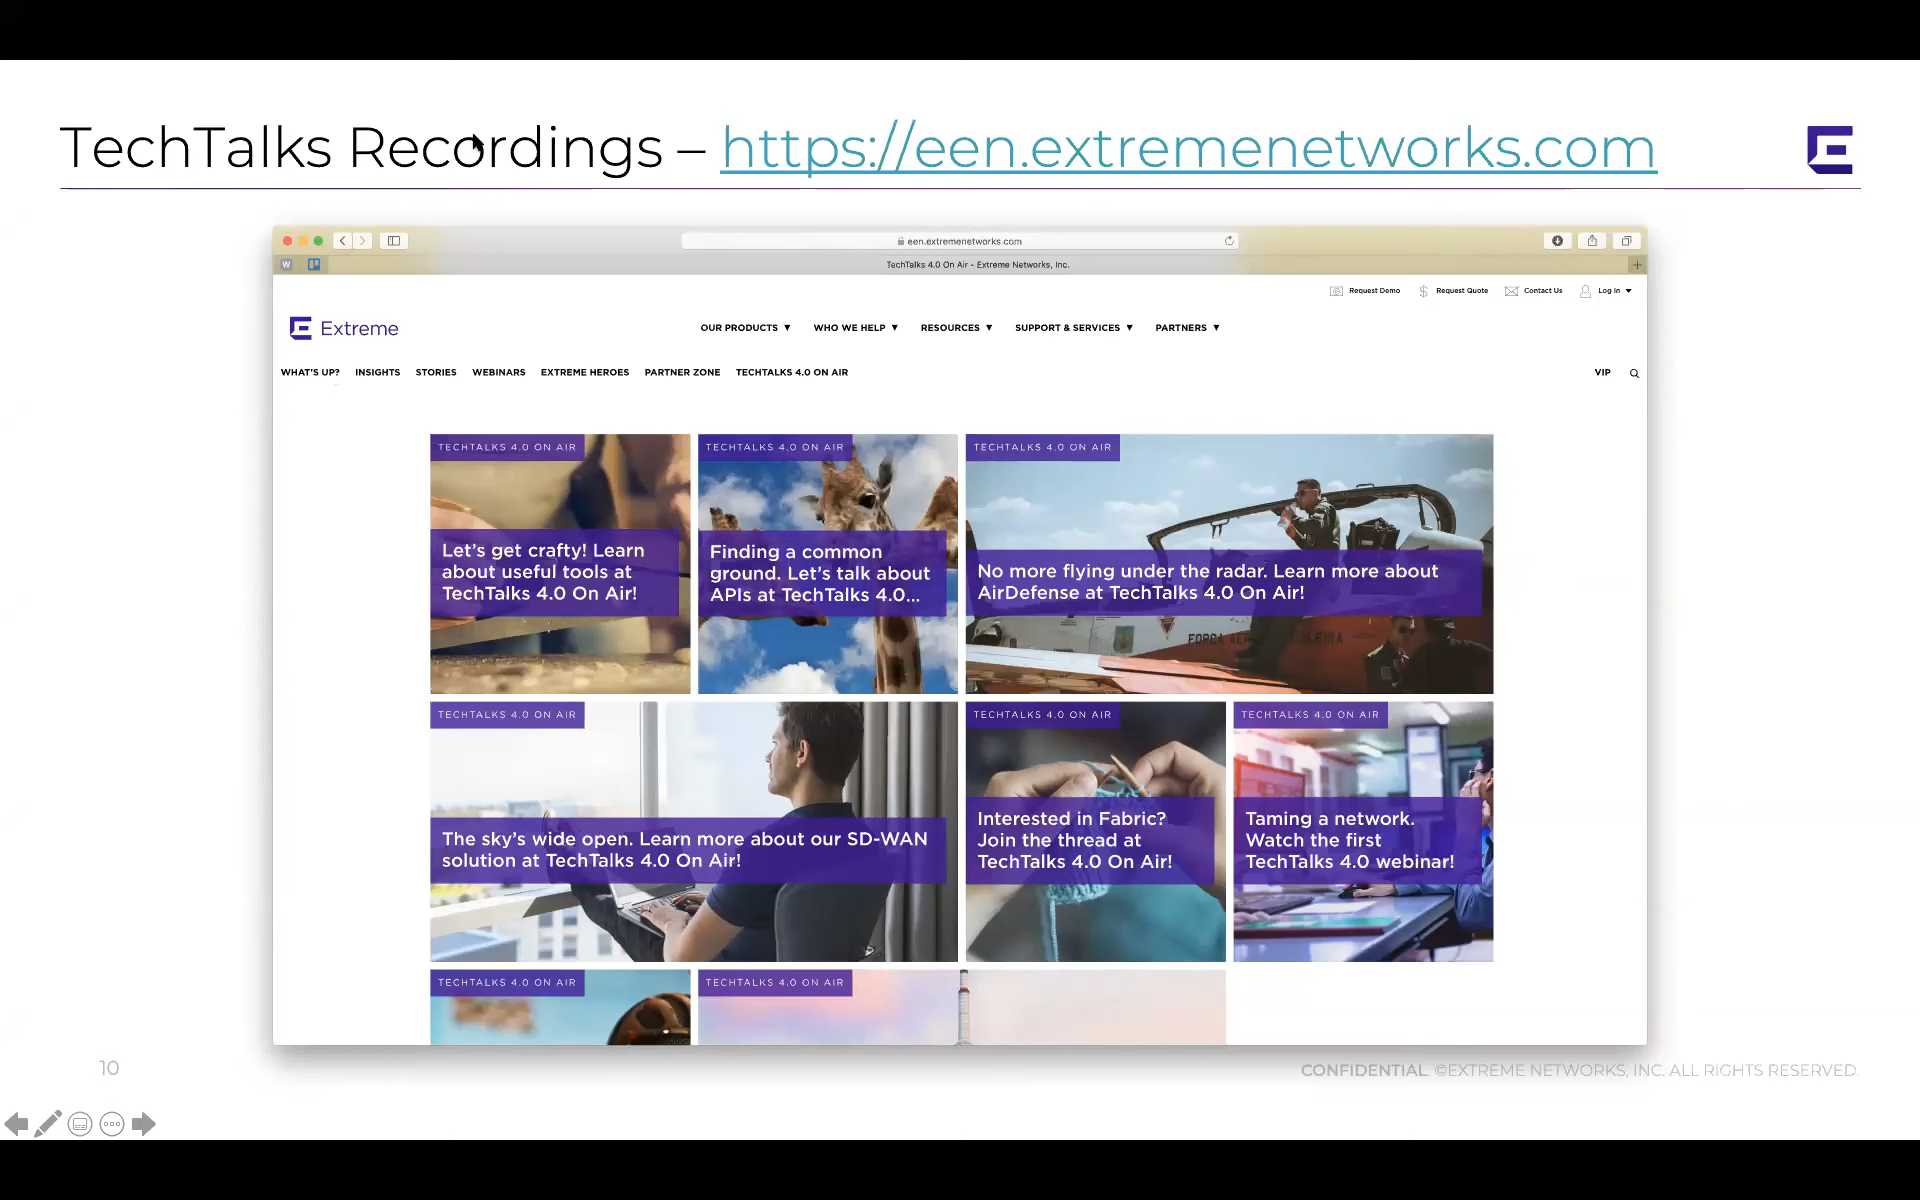 TechTalks Recordings – https://een.extremenetworks.com
een.extremenetworks.com
W
TechTalks 4.0 On Air - Extreme Networks, Inc.
Request Demo Request Quote Contact Us Log In
Extreme
OUR PRODUCTS ▼ WHO WE HELP ▼ RESOURCES ▼ SUPPORT & SERVICES ▼ PARTNERS ▼
WHAT'S UP? INSIGHTS STORIES WEBINARS EXTREME HEROES PARTNER ZONE TECHTALKS 4.0 ON AIR VIP
TECHTALKS 4.0 ON AIR
Let's get crafty! Learn
about useful tools at
TechTalks 4.0 On Air!
TECHTALKS 4.0 ON AIR
Finding a common
ground. Let's talk about
APIs at TechTalks 4.0...
TECHTALKS 4.0 ON AIR
No more flying under the radar. Learn more about
AirDefense at TechTalks 4.0 On Air!
TECHTALKS 4.0 ON AIR
The sky's wide open. Learn more about our SD-WAN
solution at TechTalks 4.0 On Air!
TECHTALKS 4.0 ON AIR
Interested in Fabric?
Join the thread at
TechTalks 4.0 On Air!
TECHTALKS 4.0 ON AIR
Taming a network.
Watch the first
TechTalks 4.0 webinar!
TECHTALKS 4.0 ON AIR
TECHTALKS 4.0 ON AIR
10
CONFIDENTIAL. ©EXTREME NETWORKS, INC. ALL RIGHTS RESERVED.